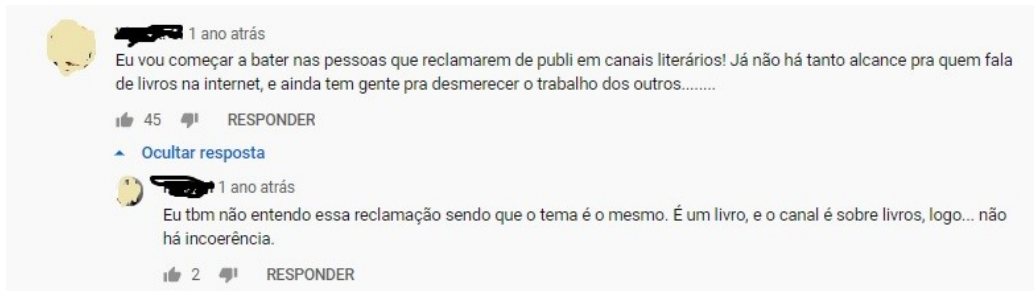 1 ano atrás
Eu vou começar a bater nas pessoas que reclamarem de publi em canais literários! Já não há tanto alcance pra quem fala
de livros na internet, e ainda tem gente pra desmerecer o trabalho dos outros........
45 RESPONDER
Ocultar resposta
1 ano atrás
Eu tbm não entendo essa reclamação sendo que o tema é o mesmo. É um livro, e o canal é sobre livros, logo... não
há incoerência.
2 RESPONDER